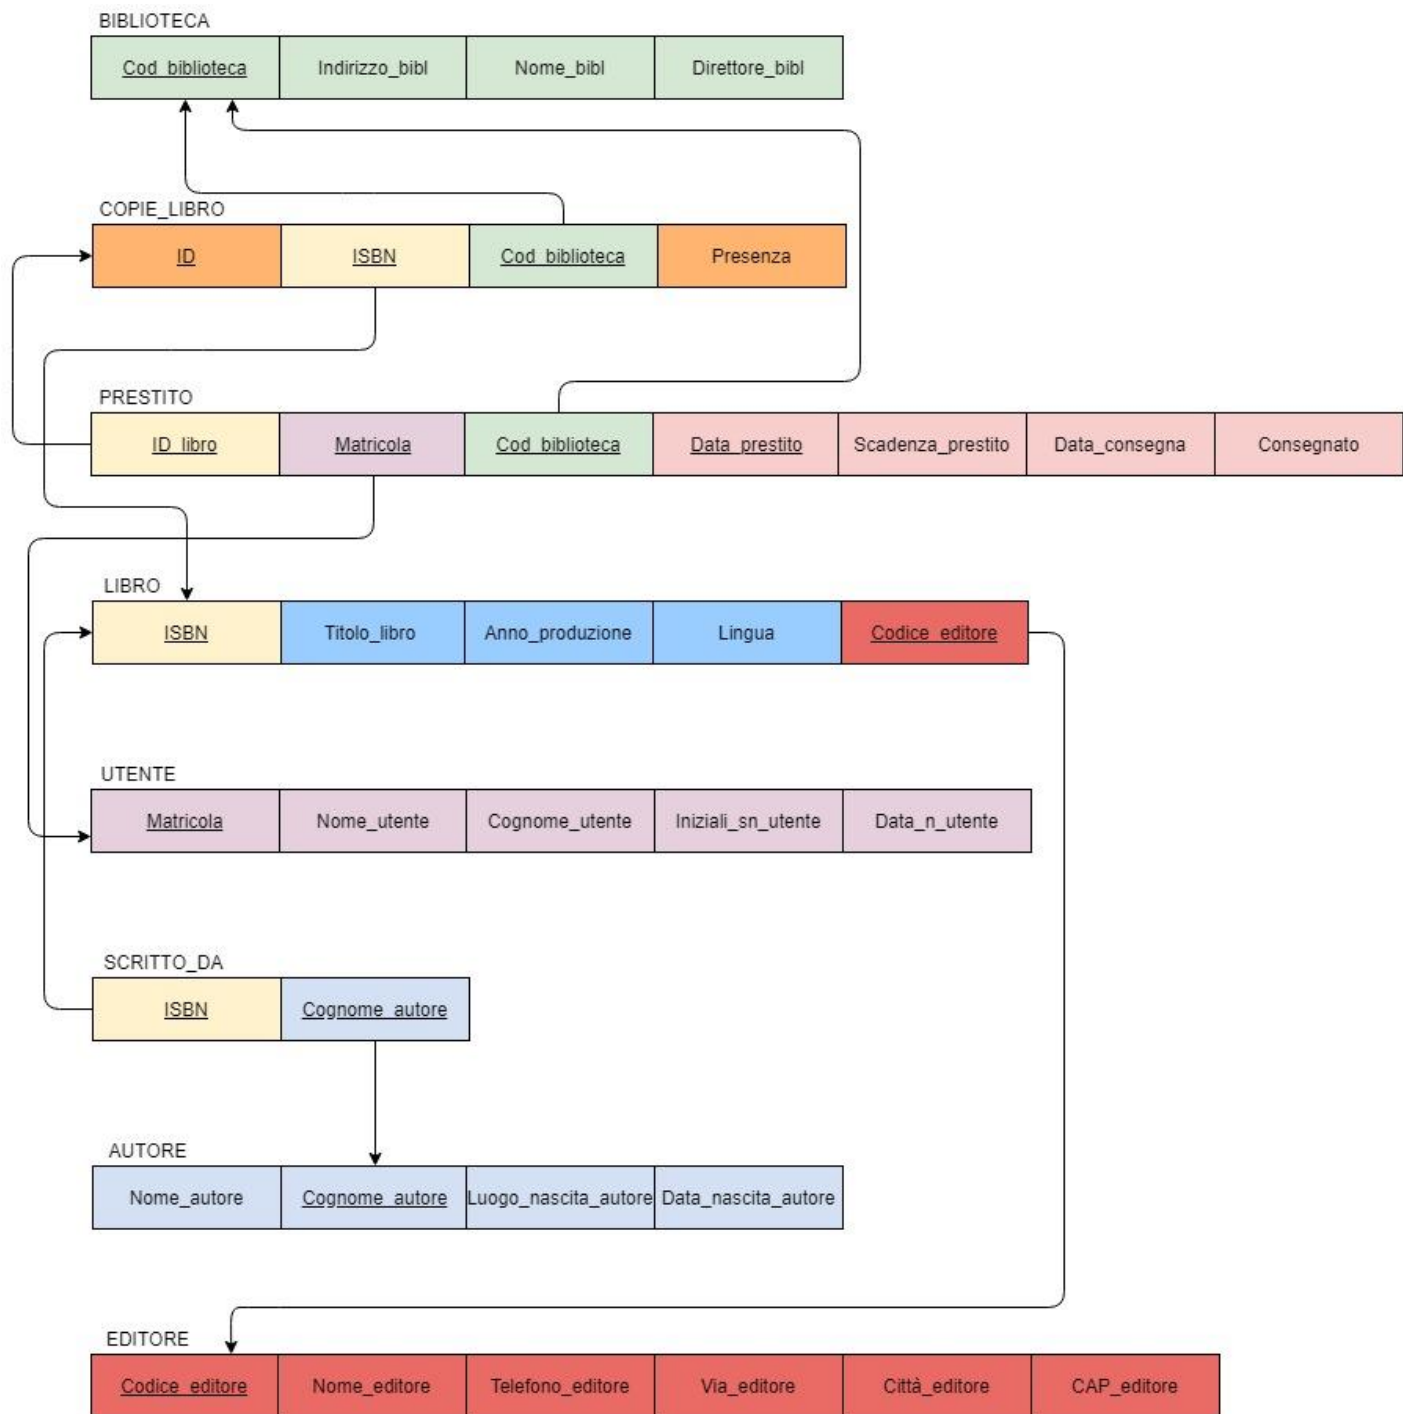 BIBLIOTECA
Cod_biblioteca Indirizzo_bibl Nome_bibl Direttore_bibl
COPIE_LIBRO
ID ISBN Cod_biblioteca Presenza
PRESTITO
ID_libro Matricola Cod_biblioteca Data_prestito Scadenza_prestito Data_consegna Consegnato
LIBRO
ISBN Titolo_libro Anno_produzione Lingua Codice_editore
UTENTE
Matricola Nome_utente Cognome_utente Iniziali_sn_utente Data_n_utente
SCRITTO_DA
ISBN Cognome_autore
AUTORE
Nome_autore Cognome_autore Luogo_nascita_autore Data_nascita_autore
EDITORE
Codice_editore Nome_editore Telefono_editore Via_editore Città_editore CAP_editore